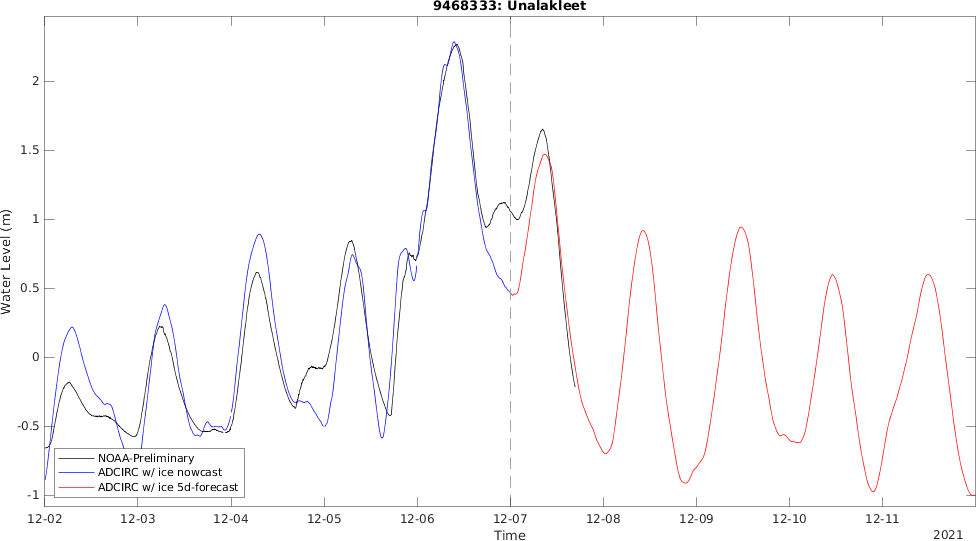 9468333: Unalakleet
Water Level (m)
2
1.5
1
0.5
0
-0.5
-1
NOAA-Preliminary
ADCIRC w/ ice nowcast
ADCIRC w/ ice 5d-forecast
12-02 12-03 12-04 12-05 12-06 12-07 12-08 12-09 12-10 12-11
Time
2021